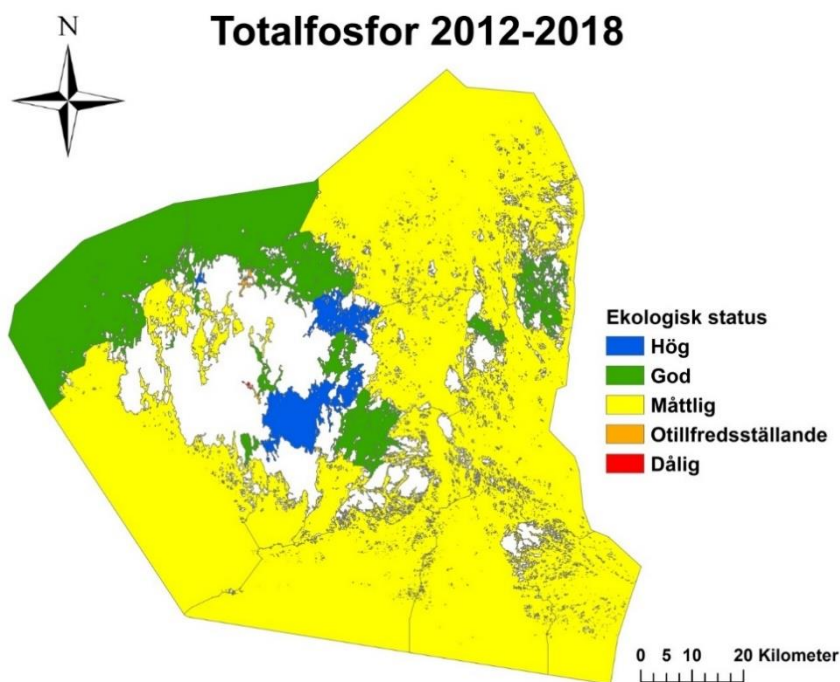 Totalfosfor 2012-2018
N
Ekologisk status
Hög
God
Måttlig
Otillfredsställande
Dålig
0 5 10 20 Kilometer